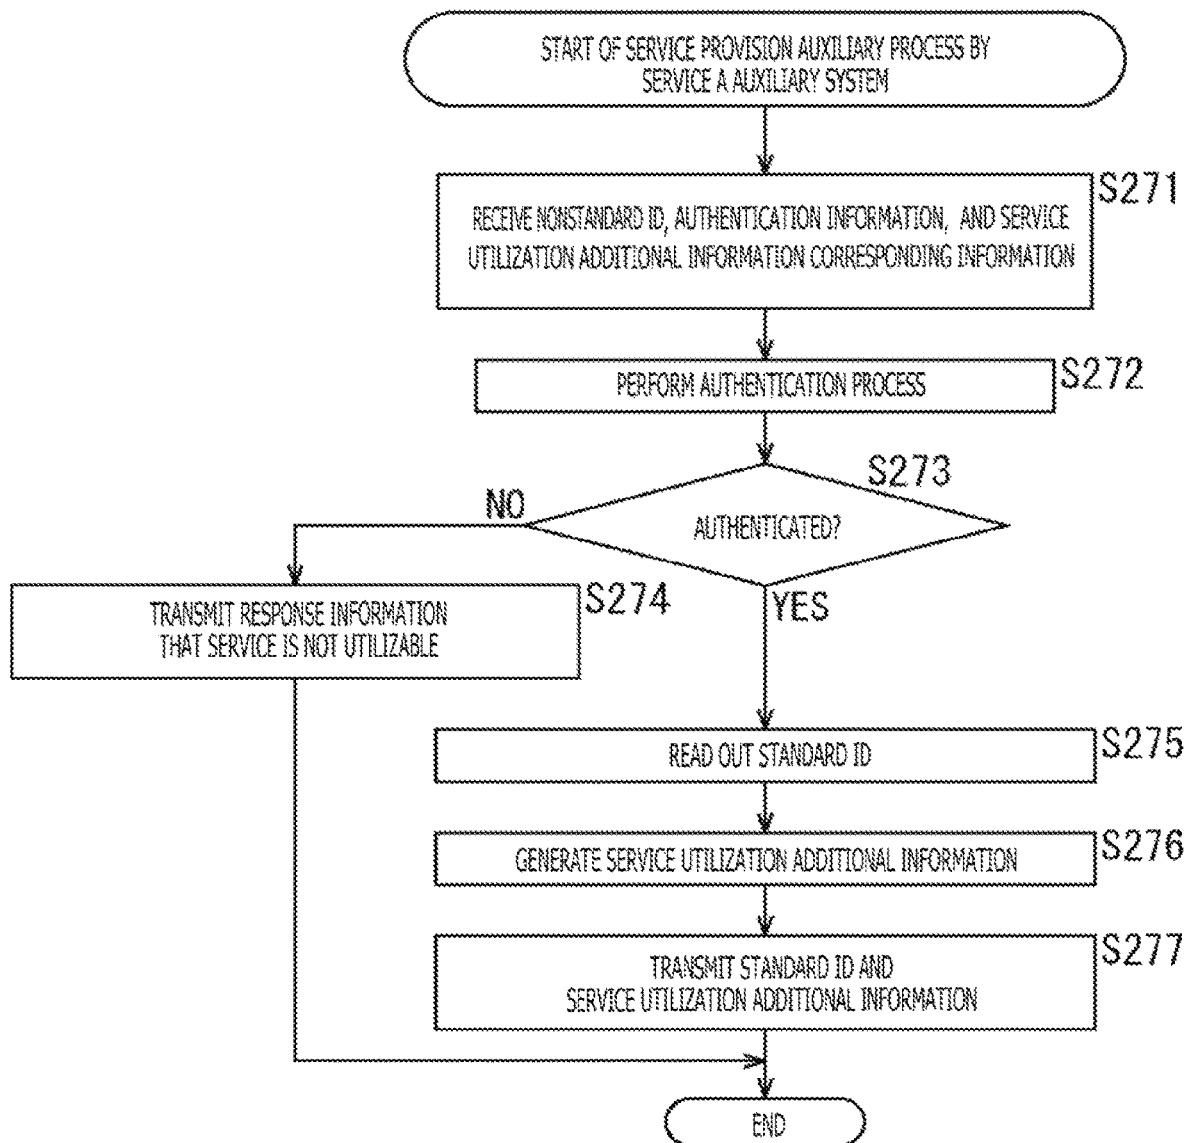 START OF SERVICE PROVISION AUXILIARY PROCESS BY
SERVICE A AUXILIARY SYSTEM
S271
RECEIVE NONSTANDARD ID, AUTHENTICATION INFORMATION, AND SERVICE
UTILIZATION ADDITIONAL INFORMATION CORRESPONDING INFORMATION
S272
PERFORM AUTHENTICATION PROCESS
S273
NO
AUTHENTICATED?
S274
YES
TRANSMIT RESPONSE INFORMATION
THAT SERVICE IS NOT UTILIZABLE
S275
READ OUT STANDARD ID
S276
GENERATE SERVICE UTILIZATION ADDITIONAL INFORMATION
S277
TRANSMIT STANDARD ID AND
SERVICE UTILIZATION ADDITIONAL INFORMATION
END